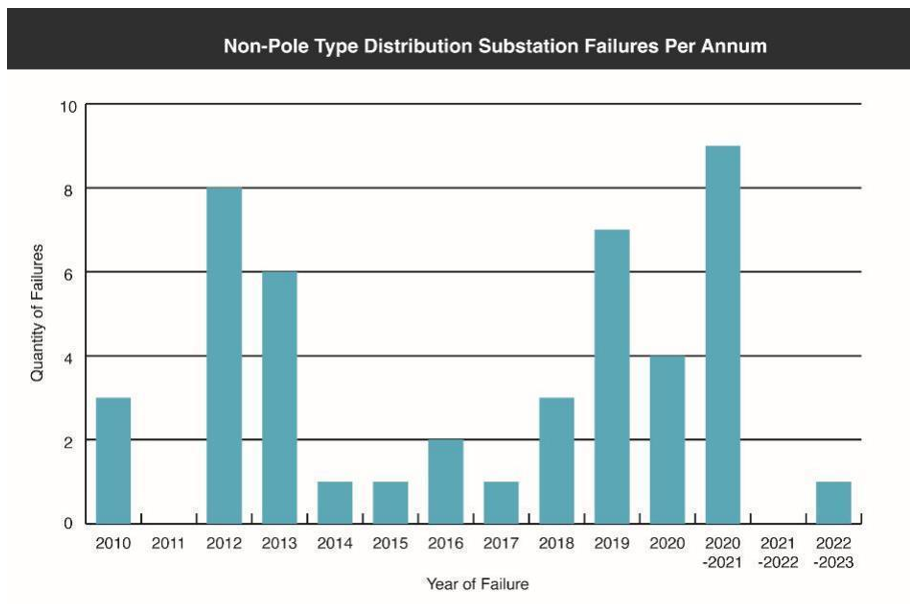 Non-Pole Type Distribution Substation Failures Per Annum
10
8
6
4
2
0
Quantity of Failures
2010 2011 2012 2013 2014 2015 2016 2017 2018 2019 2020 2020 2021 2022
-2021 -2022 -2023
Year of Failure